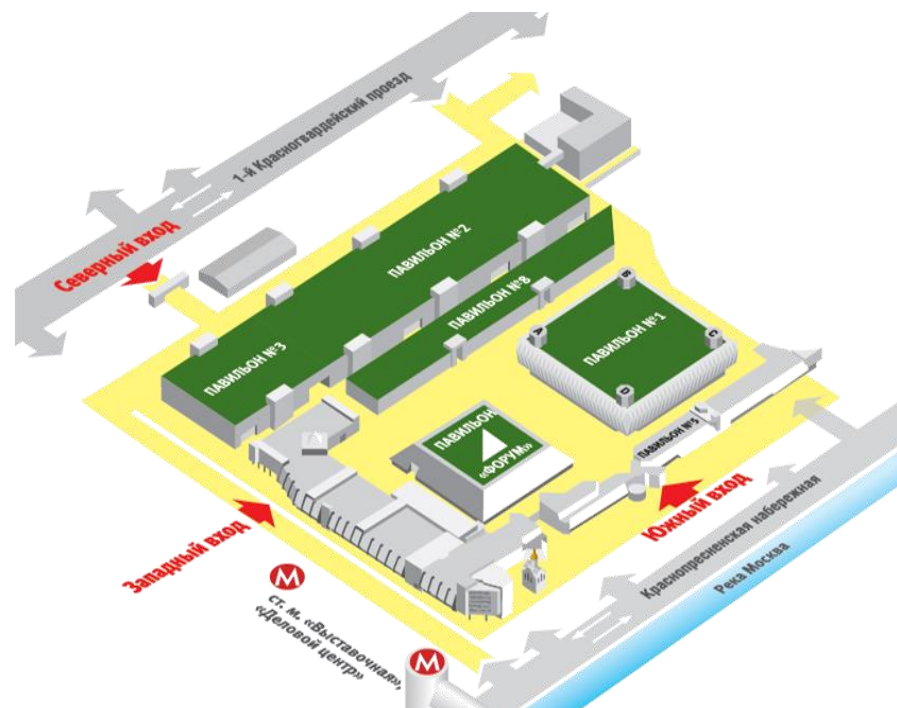 1-й Красногвардейский проезд
Северный вход
ПАВИЛЬОН №2
ПАВИЛЬОН №8
ПАВИЛЬОН №3
Б
А
С
D
ПАВИЛЬОН №1
ПАВИЛЬОН №5
ПАВИЛЬОН
«ФОРУМ»
Западный вход
Южный вход
Краснопресненская набережная
Река Москва
М
ст. м. «Выставочная»,
«Деловой центр»
М